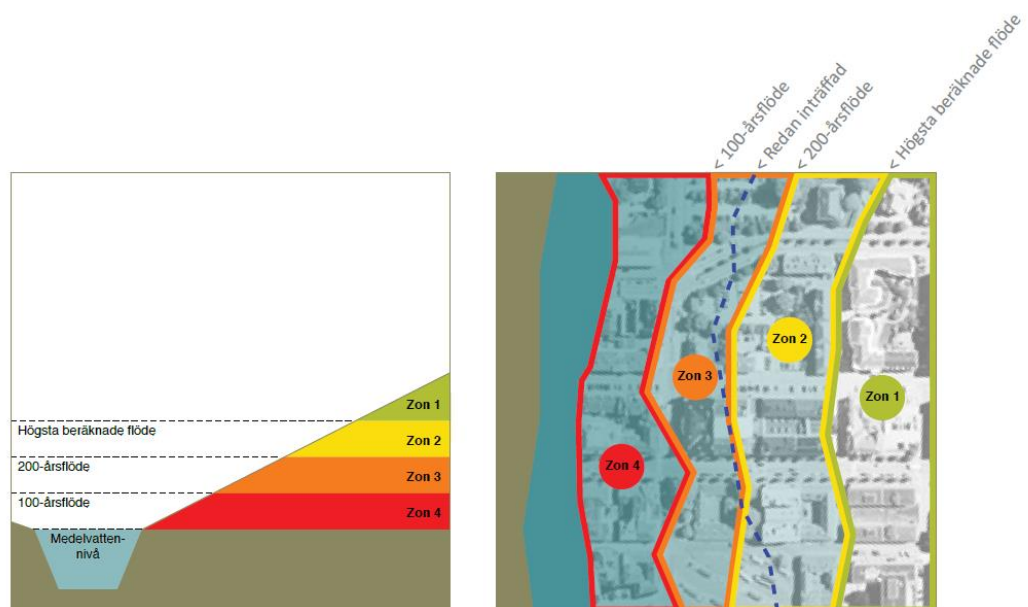 Zon 1
Högsta beräknade flöde
Zon 2
200-årsflöde
Zon 3
100-årsflöde
Zon 4
Medelvatten-
nivå
< 100-årsflöde
< Redan inträffad
< 200-årsflöde
< Högsta beräknade flöde
Zon 2
Zon 3
Zon 1
Zon 4